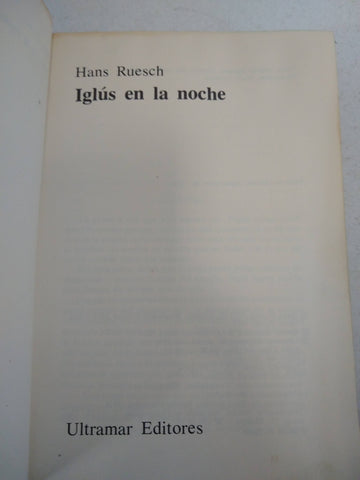 Hans Ruesch
Iglús en la noche
Ultramar Editores